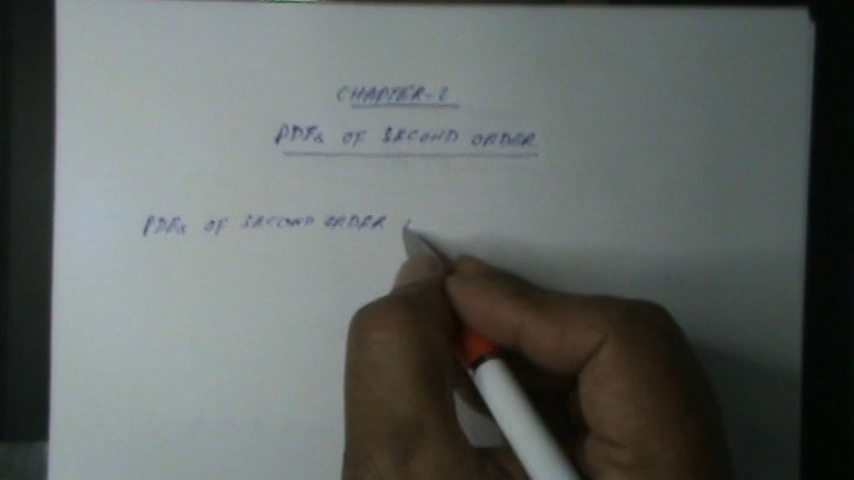 CHAPTER-2
PDEs OF SECOND ORDER
PDEs OF SECOND ORDER